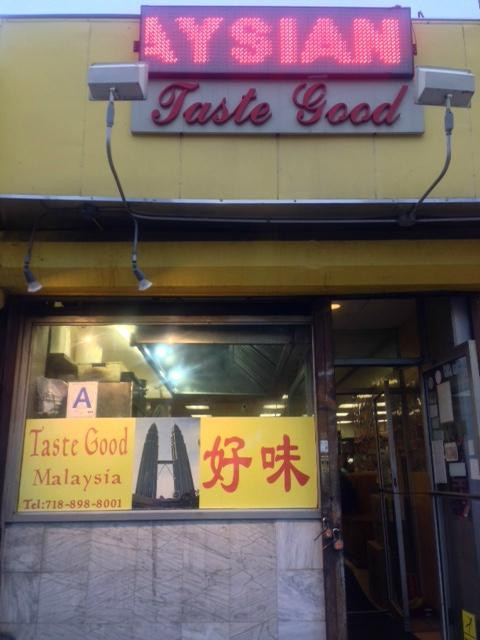 AYSIAN
Taste Good
A
Taste Good
Malaysia
Tel:718-898-8001
好味